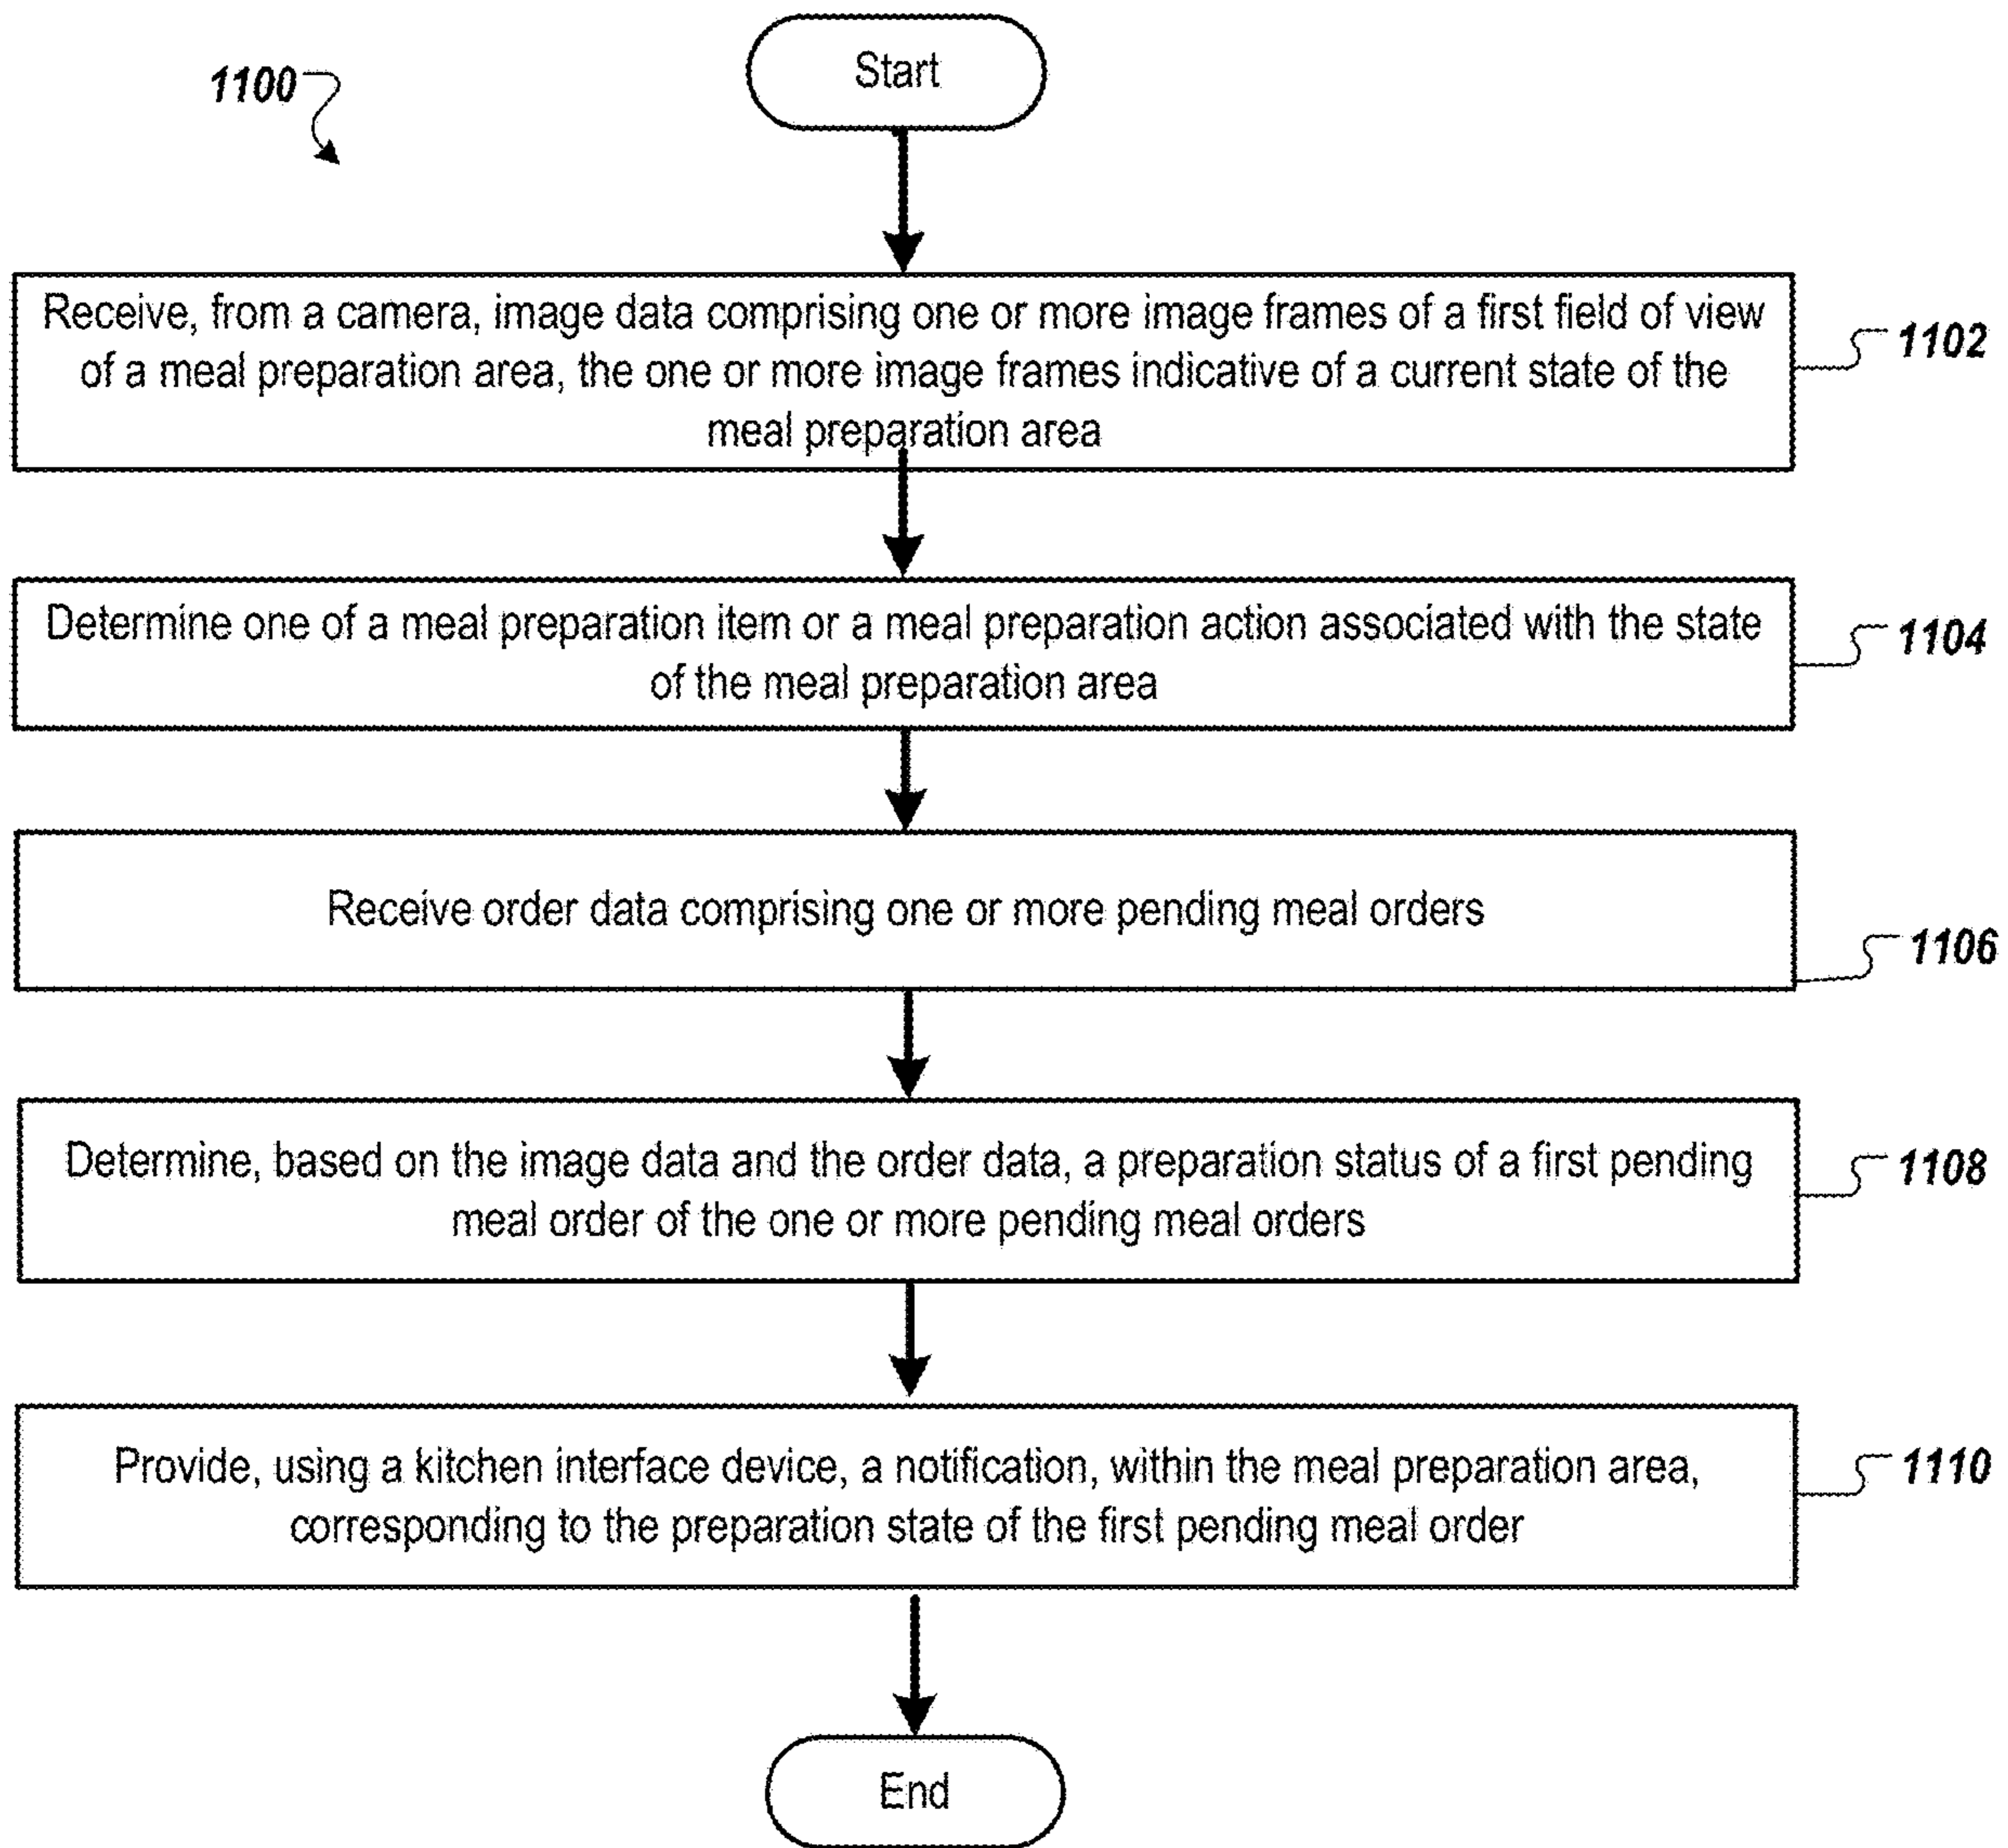 1100
Start
Receive, from a camera, image data comprising one or more image frames of a first field of view
of a meal preparation area, the one or more image frames indicative of a current state of the
meal preparation area
1102
Determine one of a meal preparation item or a meal preparation action associated with the state
of the meal preparation area
1104
Receive order data comprising one or more pending meal orders
1106
Determine, based on the image data and the order data, a preparation status of a first pending
meal order of the one or more pending meal orders
1108
Provide, using a kitchen interface device, a notification, within the meal preparation area,
corresponding to the preparation state of the first pending meal order
1110
End